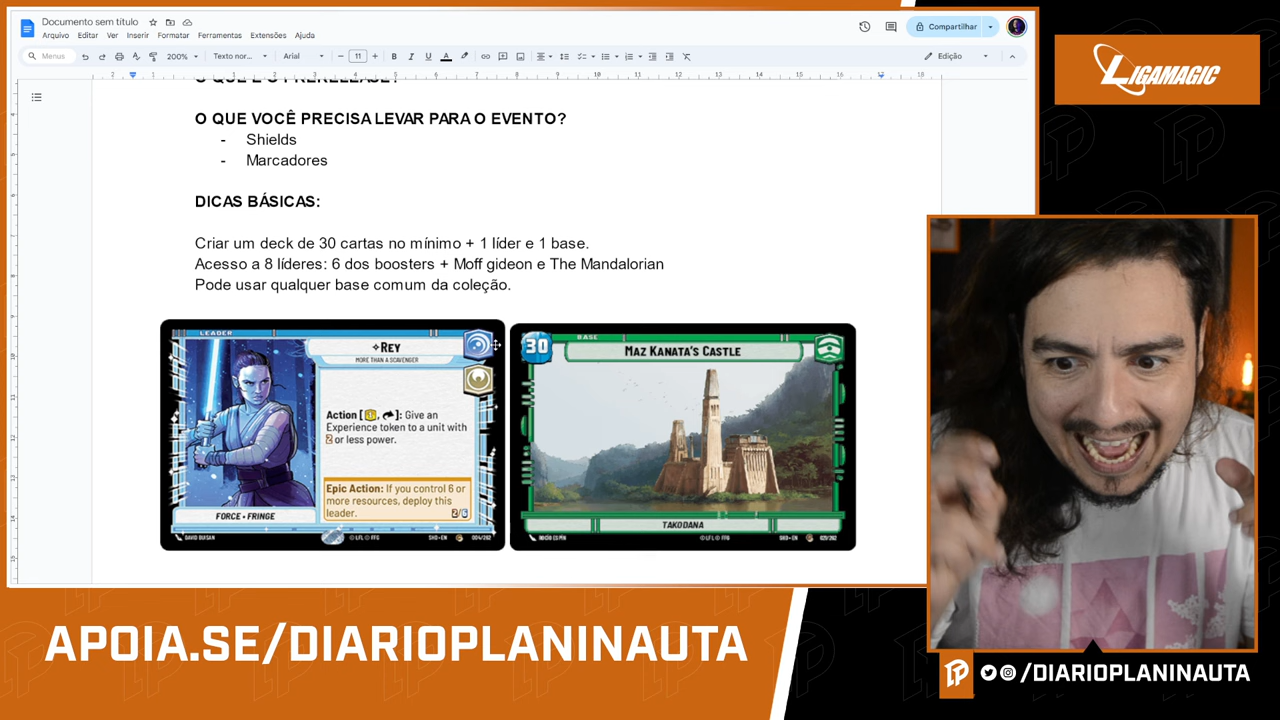 Documento sem título
Arquivo Editar Ver Inserir Formatar Ferramentas Extensões Ajuda
Compartilhar
Menus
200%
Texto nor...
Arial
11
Edição
O QUE É O PRERELEASE?
O QUE VOCÊ PRECISA LEVAR PARA O EVENTO?
- Shields
- Marcadores
DICAS BÁSICAS:
Criar um deck de 30 cartas no mínimo + 1 líder e 1 base.
Acesso a 8 líderes: 6 dos boosters + Moff gideon e The Mandalorian
Pode usar qualquer base comum da coleção.
LEADER
REY
MORE THAN A SCAVENGER
Action [1, ]: Give an
Experience token to a unit with
2 or less power.
Epic Action: If you control 6 or
more resources, deploy this
leader.
2/6
FORCE • FRINGE
30
BASE
MAZ KANATA'S CASTLE
TAKODANA
LIGAMAGIC
APOIA.SE/DIARIOPLANINAUTA
/DIARIOPLANINAUTA